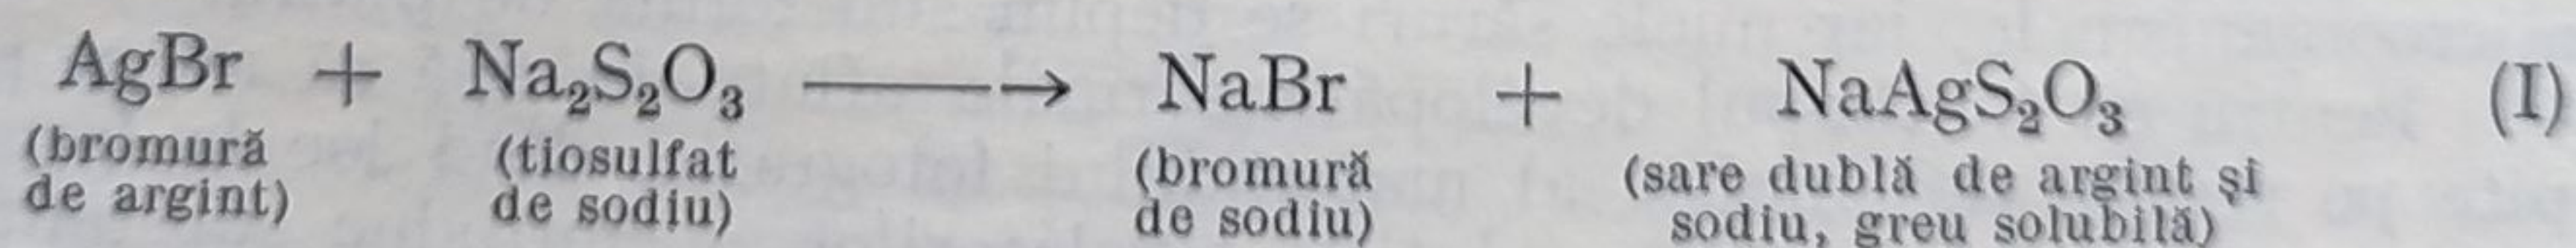 AgBr + Na₂S₂O₃ ⟶ NaBr + NaAgS₂O₃ (I)
(bromură (tiosulfat (bromură (sare dublă de argint și
de argint) de sodiu) de sodiu) sodiu, greu solubilă)